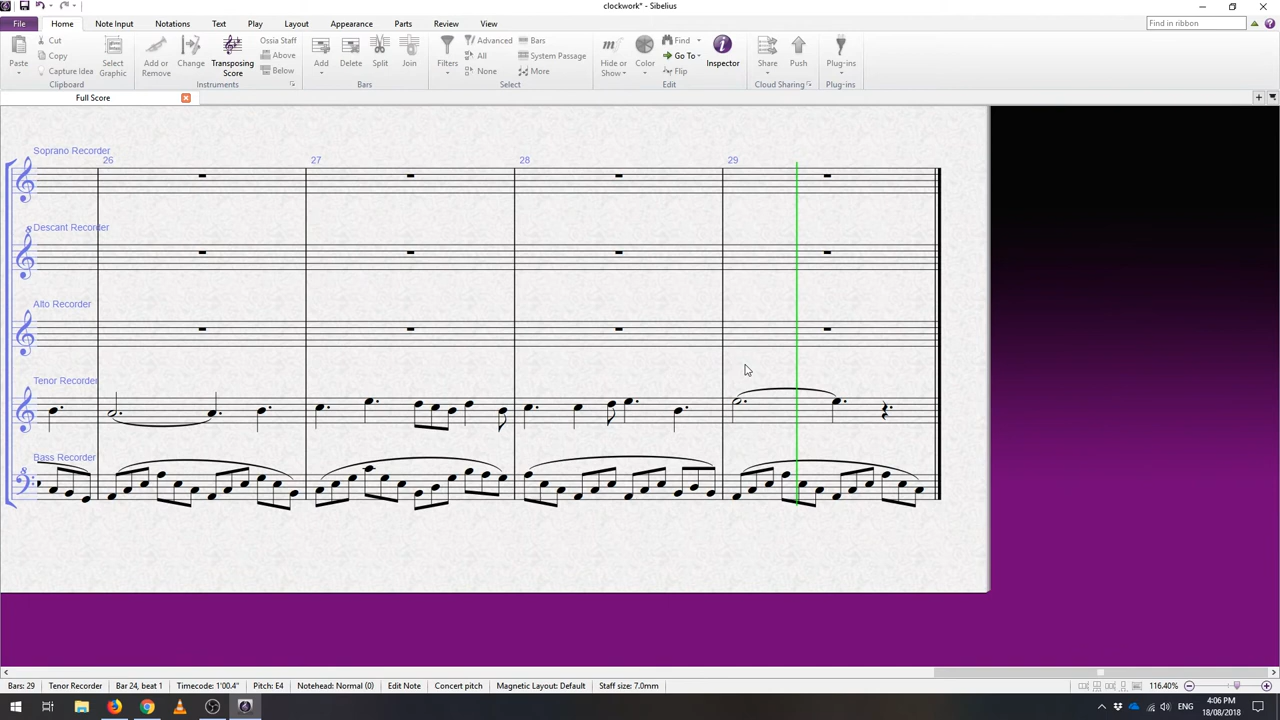 clockwork* - Sibelius
File Home Note Input Notations Text Play Layout Appearance Parts Review View Find in ribbon
Paste Cut Copy Capture Idea Select Graphic Add or Remove Change Transposing Score Ossia Staff Above Below Add Delete Split Join Filters Advanced All None Bars System Passage More Hide or Show Color Find Go To Flip Inspector Share Push Plug-ins
Clipboard Instruments Bars Select Edit Cloud Sharing Plug-ins
Full Score
Soprano Recorder
26 27 28 29
Descant Recorder
Alto Recorder
Tenor Recorder
Bass Recorder
Bars: 29 Tenor Recorder Bar 24, beat 1 Timecode: 1'00.4" Pitch: E4 Notehead: Normal (0) Edit Note Concert pitch Magnetic Layout: Default Staff size: 7.0mm 116.40%
ENG 4:06 PM
18/08/2018